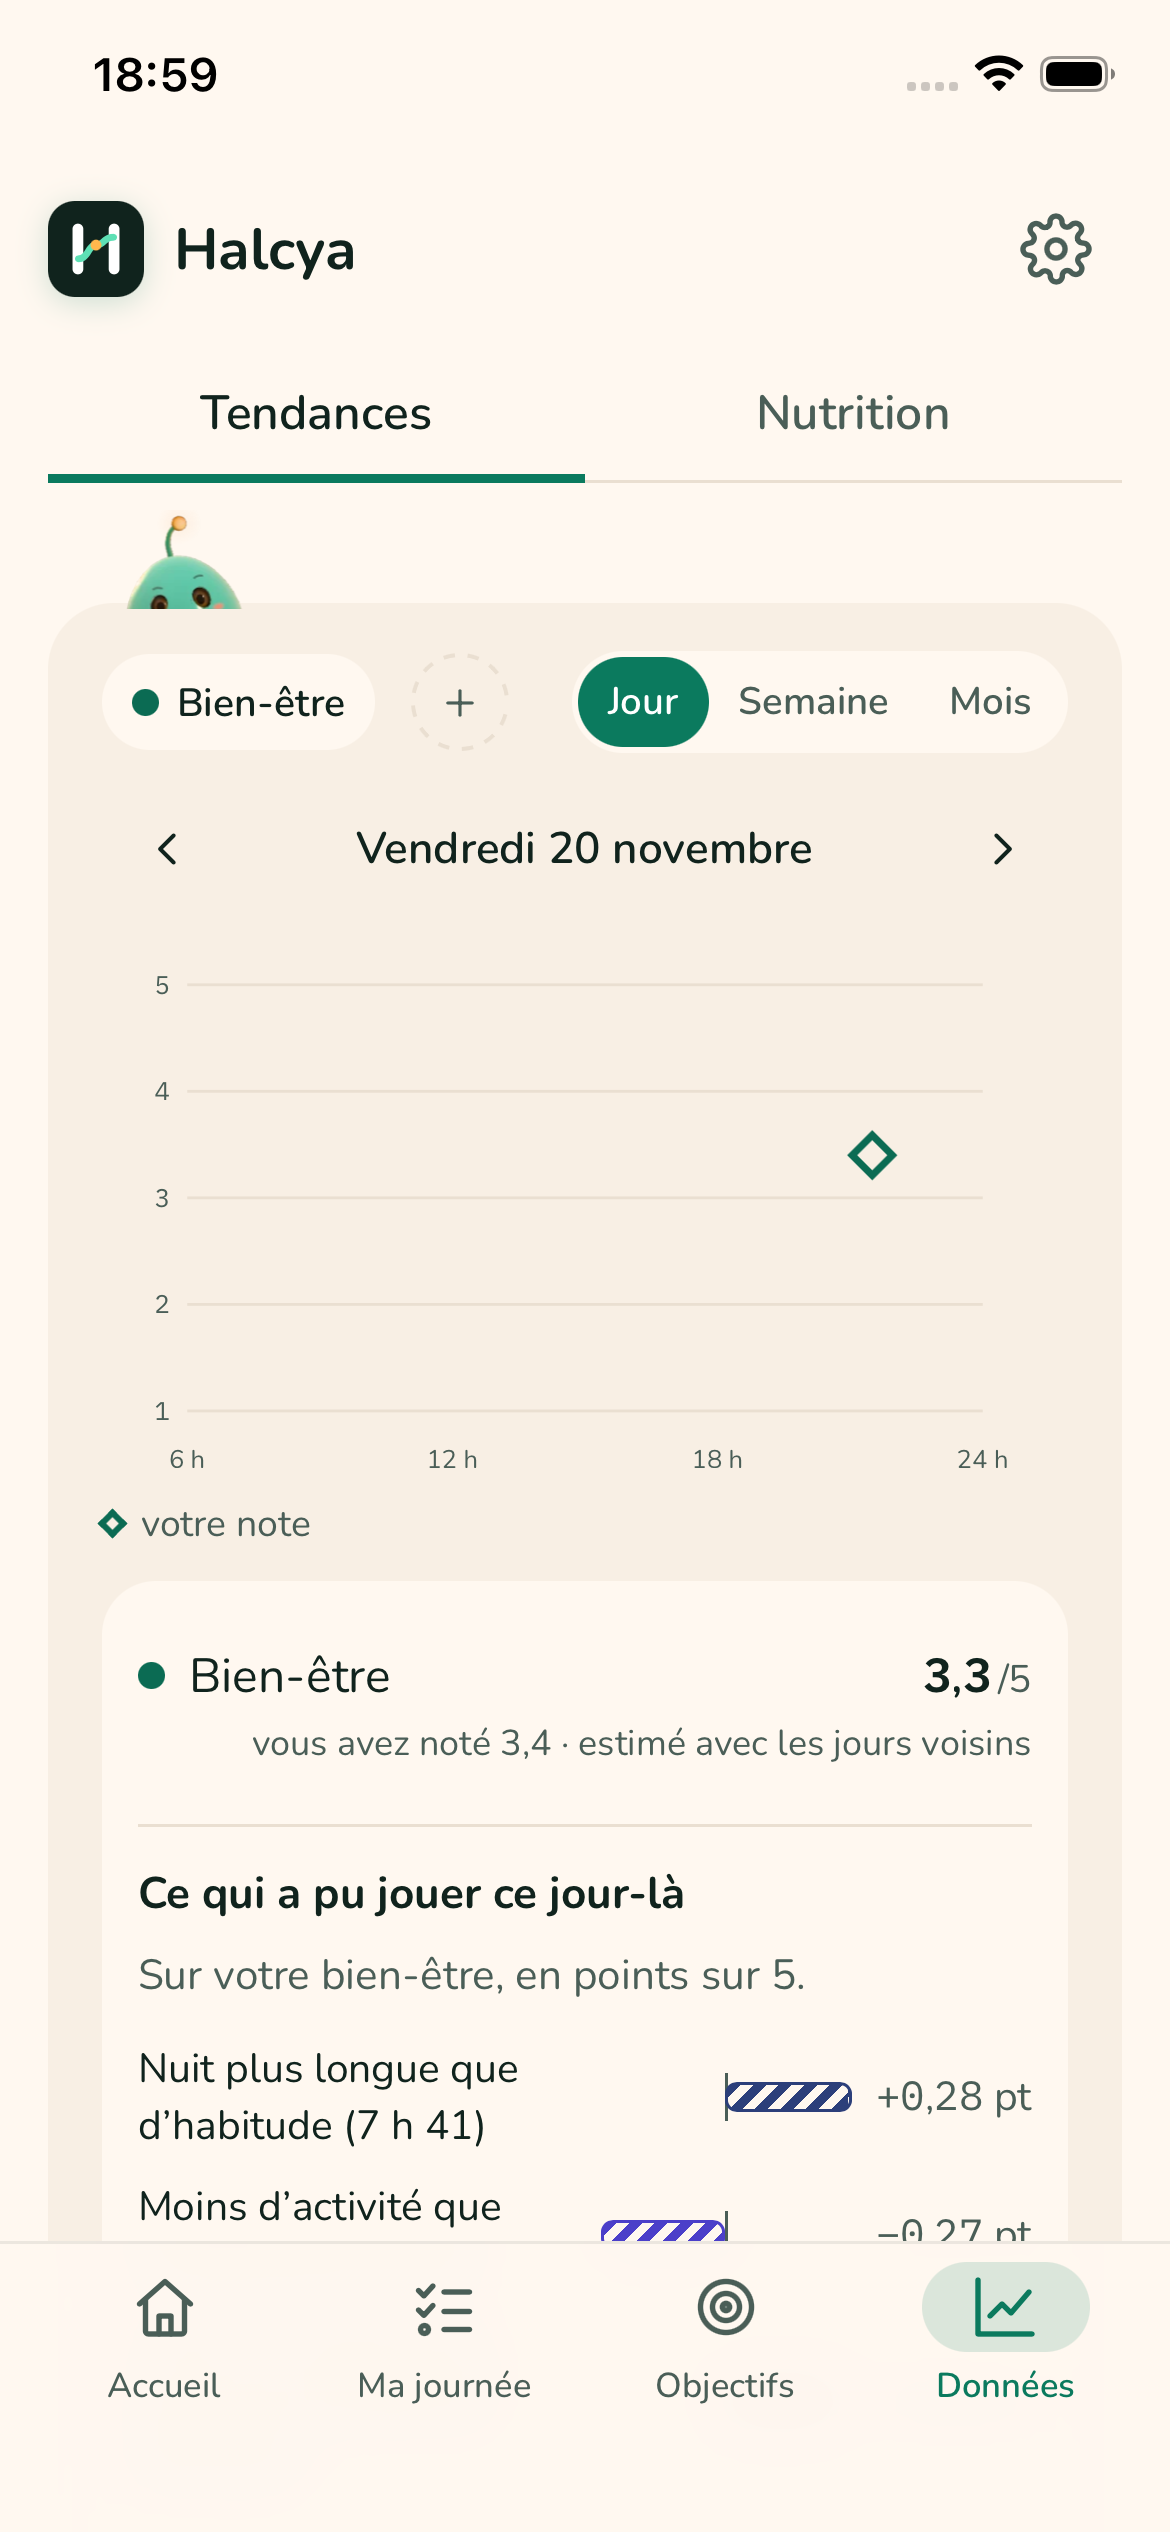 18:59
Halcya
Tendances
Nutrition
Bien-être
+
Jour
Semaine
Mois
Vendredi 20 novembre
5
4
3
2
1
6 h
12 h
18 h
24 h
votre note
Bien-être
3,3 /5
vous avez noté 3,4 · estimé avec les jours voisins
Ce qui a pu jouer ce jour-là
Sur votre bien-être, en points sur 5.
Nuit plus longue que
d’habitude (7 h 41)
+0,28 pt
Moins d’activité que
−0,27 pt
Accueil
Ma journée
Objectifs
Données